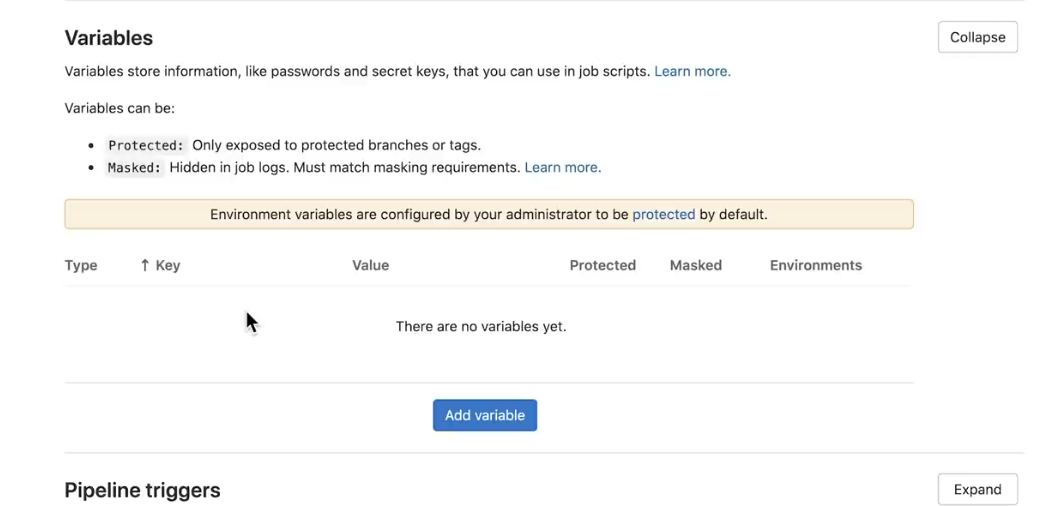 Variables
Collapse
Variables store information, like passwords and secret keys, that you can use in job scripts. Learn more.
Variables can be:
• Protected: Only exposed to protected branches or tags.
• Masked: Hidden in job logs. Must match masking requirements. Learn more.
Environment variables are configured by your administrator to be protected by default.
Type ↑ Key Value Protected Masked Environments
There are no variables yet.
Add variable
Pipeline triggers
Expand